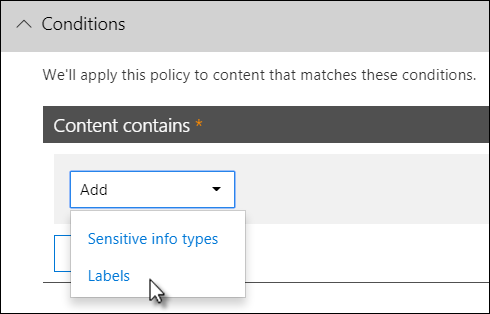 Conditions
We'll apply this policy to content that matches these conditions.
Content contains *
Add
Sensitive info types
Labels